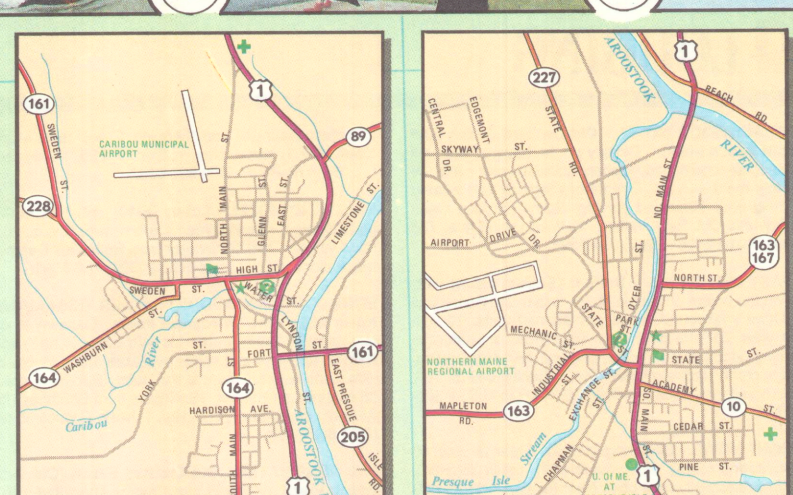 161
SWEDEN
ST.
1
CARIBOU MUNICIPAL
AIRPORT
89
ST
228
NORTH MAIN
GLENN
ST.
EAST
ST.
LIMESTONE ST.
HIGH ST.
SWEDEN ST.
WATER ST.
WASHBURN
ST.
River
LYNDON
ST.
FORT ST.
161
164
YORK
ST.
ST
164
EAST PRESQUE
ISLE
RD.
Caribou
HARDISON AVE.
MAIN
205
AROOSTOOK
1
227
STATE
RD.
AROOSTOOK
RIVER
1
BEACH RD.
CENTRAL
DR.
EDGEMONT
DR.
SKYWAY ST.
NO. MAIN ST.
AIRPORT DRIVE
163
167
NORTH ST.
DYER
ST.
STATE
PARK
ST.
ST.
MECHANIC ST.
NORTHERN MAINE
REGIONAL AIRPORT
INDUSTRIAL
ST.
STATE ST.
EXCHANGE ST.
ACADEMY
ST.
10
MAPLETON
RD.
163
SO. MAIN
ST.
CEDAR ST.
PINE ST.
CHAPMAN
ST.
Presque Isle Stream
U. OF ME.
AT
1